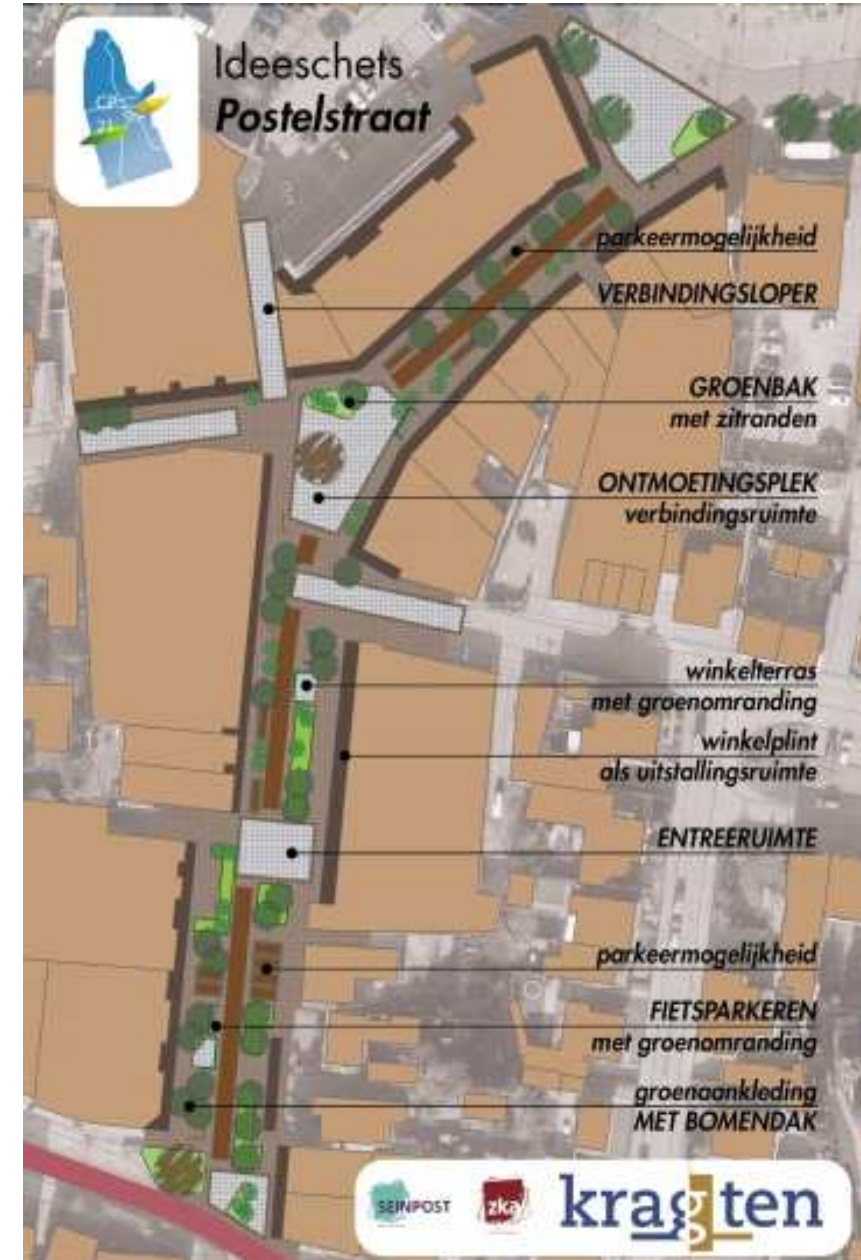 Ideeschets
Postelstraat
parkeermogelijkheid
VERBINDINGSLOPER
GROENBAK
met zitranden
ONTMOETINGSPLEK
verbindingsruimte
winkelterras
met groenomranding
winkelplint
als uitstallingsruimte
ENTREERUIMTE
parkeermogelijkheid
FIETSPARKEREN
met groenomranding
groenaankleding
MET BOMENDAK
SEINPOST
zka
kragten